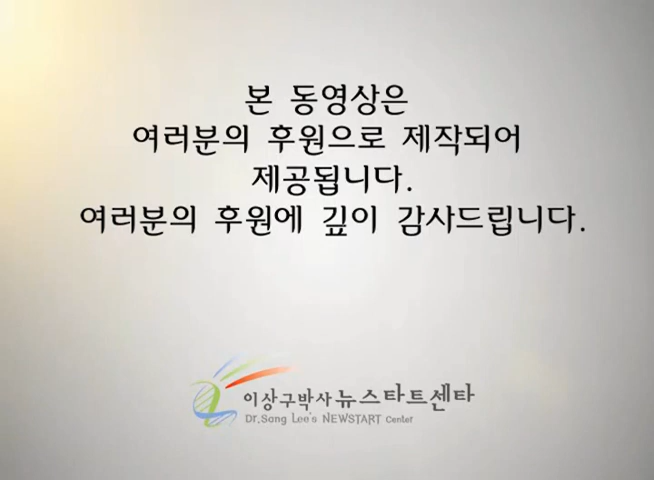 본 동영상은
여러분의 후원으로 제작되어
제공됩니다.
여러분의 후원에 깊이 감사드립니다.
이상구박사뉴스타트센타
Dr.Sang Lee's NEWSTART Center